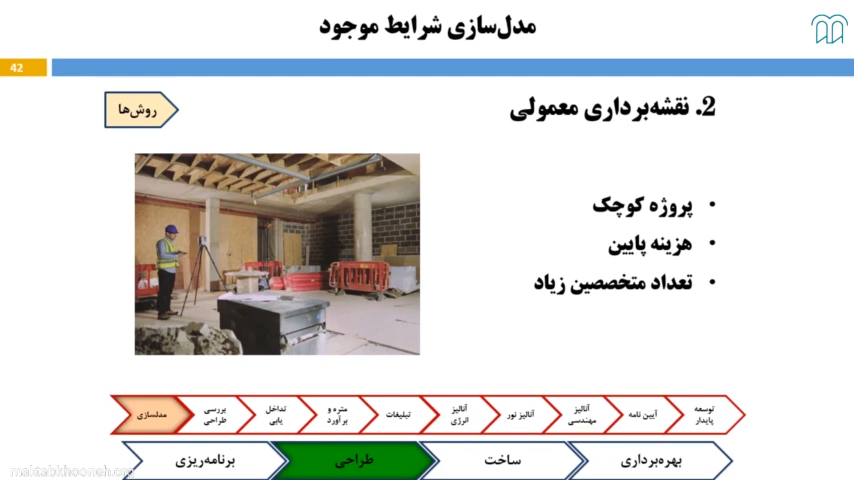 مدل‌سازی شرایط موجود
42
2. نقشه‌برداری معمولی
روش‌ها
• پروژه کوچک
• هزینه پایین
• تعداد متخصصین زیاد
مدلسازی
بررسی
طراحی
تداخل
یابی
متره و
برآورد
تبلیغات
آنالیز
انرژی
آنالیز نور
آنالیز
مهندسی
آیین نامه
توسعه
پایدار
برنامه‌ریزی
طراحی
ساخت
بهره‌برداری
maktabkhooneh.org